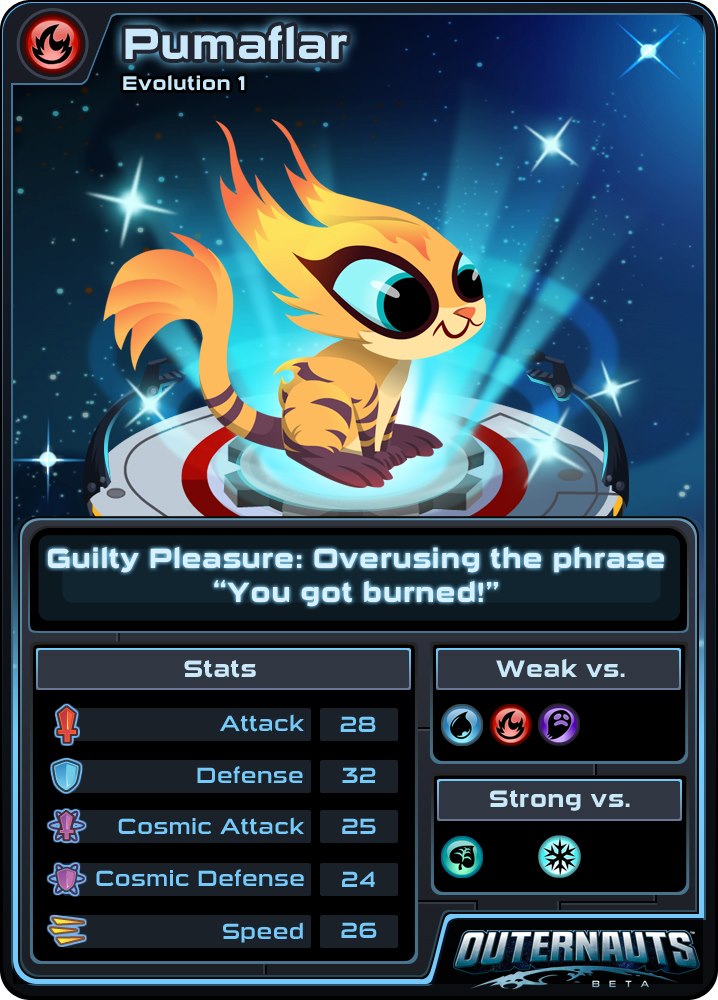 Pumaflar
Evolution 1
Guilty Pleasure: Overusing the phrase
“You got burned!”
Stats
Attack 28
Defense 32
Cosmic Attack 25
Cosmic Defense 24
Speed 26
Weak vs.
Strong vs.
OUTERNAUTS
BETA